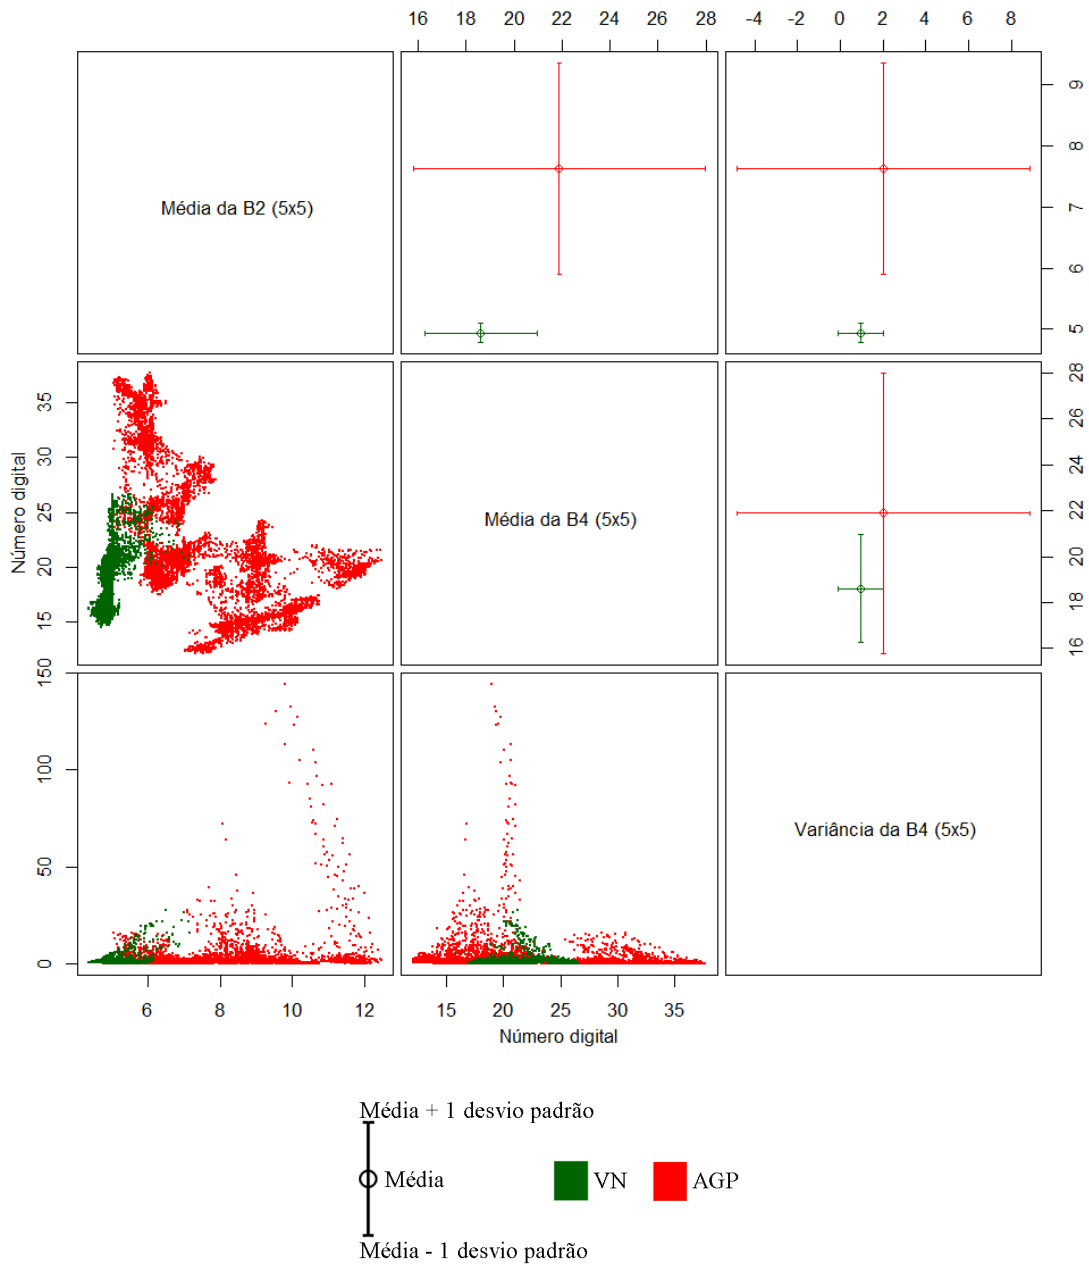 16 18 20 22 24 26 28 -4 -2 0 2 4 6 8
Média da B2 (5x5)
9
8
7
6
5
Número digital
35
30
25
20
15
10
Média da B4 (5x5)
28
26
24
22
20
18
16
150
100
50
0
Variância da B4 (5x5)
6 8 10 12 15 20 25 30 35
Número digital
Média + 1 desvio padrão
Média VN AGP
Média - 1 desvio padrão